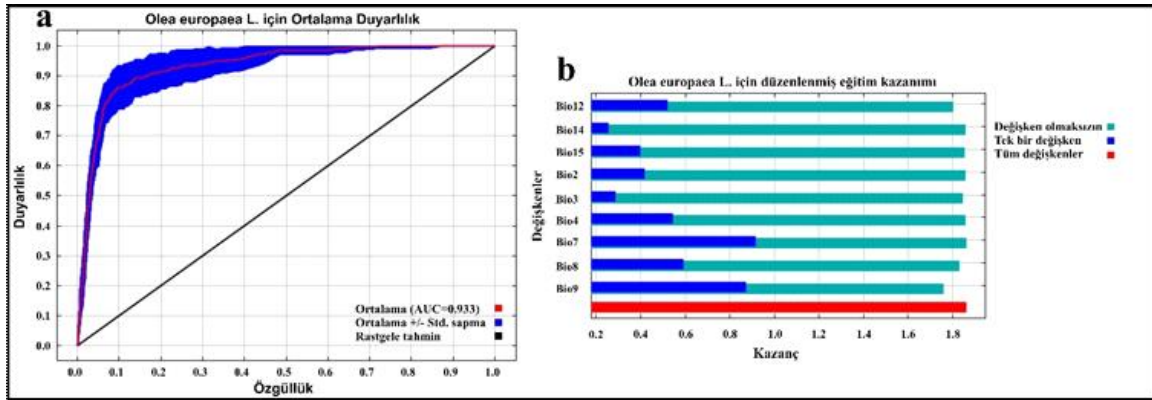 a
Olea europaea L. için Ortalama Duyarlılık
Duyarlılık
1.0
0.9
0.8
0.7
0.6
0.5
0.4
0.3
0.2
0.1
0.0
Ortalama (AUC=0.933)
Ortalama +/- Std. sapma
Rastgele tahmin
0.0 0.1 0.2 0.3 0.4 0.5 0.6 0.7 0.8 0.9 1.0
Özgüllük
b
Olea europaea L. için düzenlenmiş eğitim kazanımı
Değişkenler
Bio12
Bio14
Bio15
Bio2
Bio3
Bio4
Bio7
Bio8
Bio9
0.2 0.4 0.6 0.8 1.0 1.2 1.4 1.6 1.8
Kazanç
Değişken olmaksızın
Tek bir değişken
Tüm değişkenler